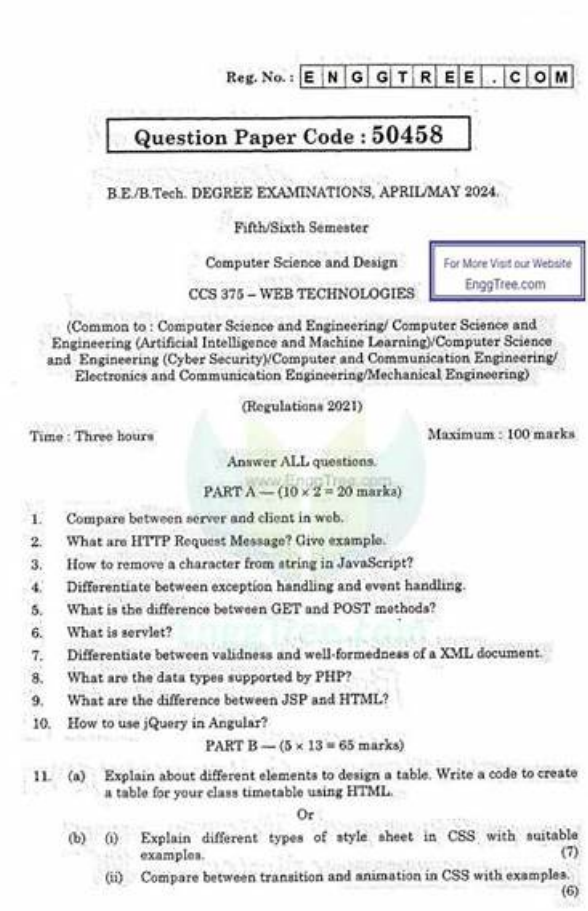 Reg. No. : E N G G T R E E . C O M
Question Paper Code : 50458
B.E./B.Tech. DEGREE EXAMINATIONS, APRIL/MAY 2024.
Fifth/Sixth Semester
Computer Science and Design
For More Visit our Website
EnggTree.com
CCS 375 – WEB TECHNOLOGIES
(Common to : Computer Science and Engineering/ Computer Science and
Engineering (Artificial Intelligence and Machine Learning)/Computer Science
and Engineering (Cyber Security)/Computer and Communication Engineering/
Electronics and Communication Engineering/Mechanical Engineering)
(Regulations 2021)
Time : Three hours
Maximum : 100 marks
Answer ALL questions.
www.EnggTree.com
PART A — (10 × 2 = 20 marks)
1. Compare between server and client in web.
2. What are HTTP Request Message? Give example.
3. How to remove a character from string in JavaScript?
4. Differentiate between exception handling and event handling.
5. What is the difference between GET and POST methods?
6. What is servlet?
7. Differentiate between validness and well-formedness of a XML document.
8. What are the data types supported by PHP?
9. What are the difference between JSP and HTML?
10. How to use jQuery in Angular?
PART B — (5 × 13 = 65 marks)
11. (a) Explain about different elements to design a table. Write a code to create
a table for your class timetable using HTML.
Or
(b) (i) Explain different types of style sheet in CSS with suitable
examples. (7)
(ii) Compare between transition and animation in CSS with examples.
(6)